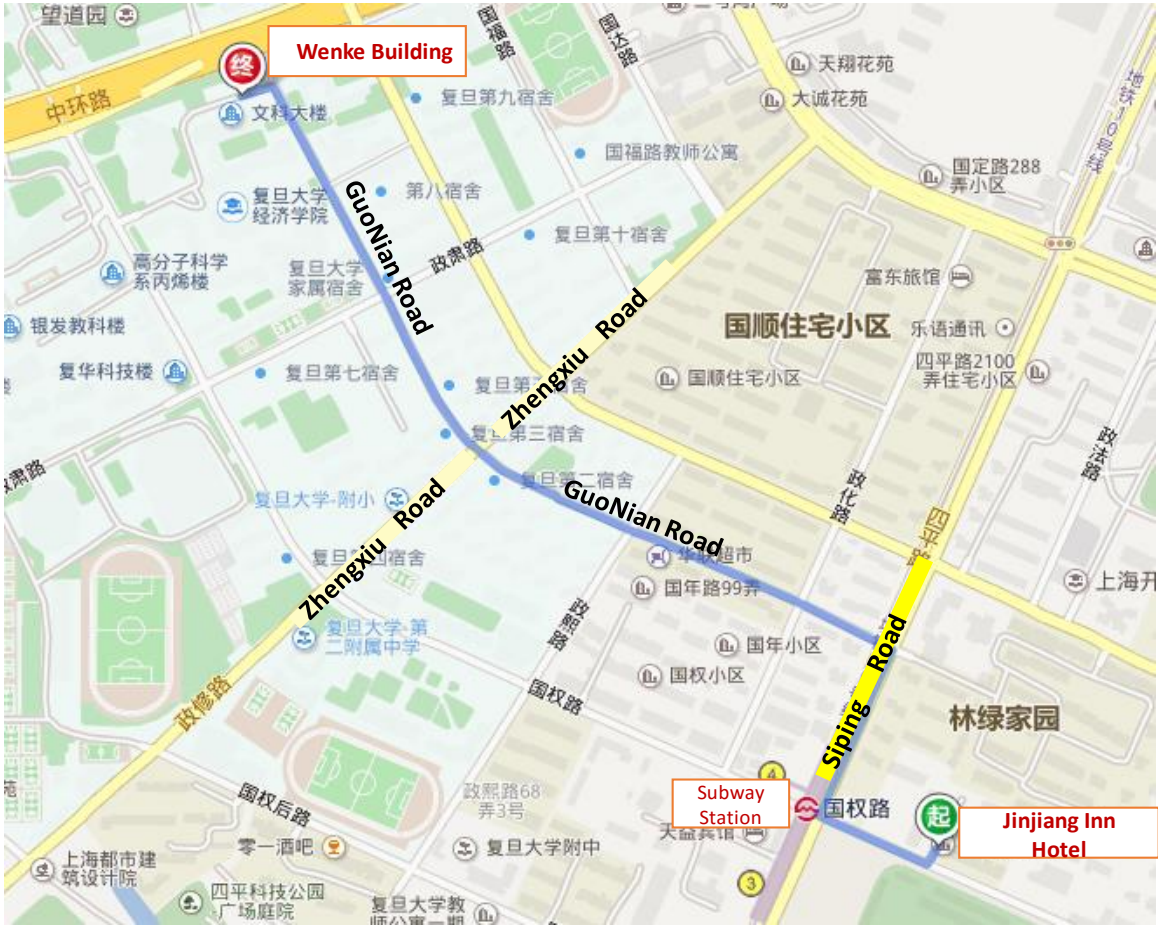 望道园
国福路
国达路
Wenke Building
终
中环路
文科大楼
复旦第九宿舍
天翔花苑
大诚花苑
地铁10号线
国福路教师公寓
国定路288
弄小区
复旦大学
经济学院
第八宿舍
GuoNian Road
政肃路
复旦第十宿舍
高分子科学
系丙烯楼
复旦大学
家属宿舍
富东旅馆
银发教科楼
Zhengxiu Road
国顺住宅小区
乐语通讯
四平路2100
弄住宅小区
复华科技楼
复旦第七宿舍
国顺住宅小区
复旦第三宿舍
政法路
政肃路
复旦第二宿舍
政化路
复旦大学-附小
Zhengxiu Road
GuoNian Road
四平路
华联超市
国年路99弄
上海开
政熙路
复旦大学-第
二附属中学
国年小区
国权小区
Siping Road
政修路
国权路
林绿家园
苑
国权后路
政熙路68
弄3号
4
Subway
Station
国权路
起
Jinjiang Inn
Hotel
天益宾馆
零一酒吧
复旦大学附中
上海都市建
筑设计院
3
四平科技公园
-广场庭院
复旦大学教